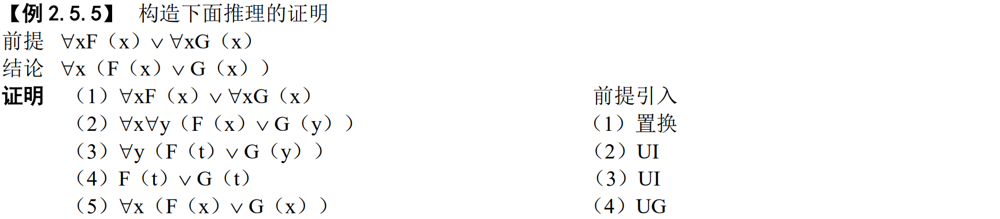 【例 2.5.5】 构造下面推理的证明
前提 ∀xF（x）∨ ∀xG（x）
结论 ∀x（F（x）∨ G（x））
证明 （1）∀xF（x）∨ ∀xG（x） 前提引入
（2）∀x∀y（F（x）∨ G（y）） （1）置换
（3）∀y（F（t）∨ G（y）） （2）UI
（4）F（t）∨ G（t） （3）UI
（5）∀x（F（x）∨ G（x）） （4）UG